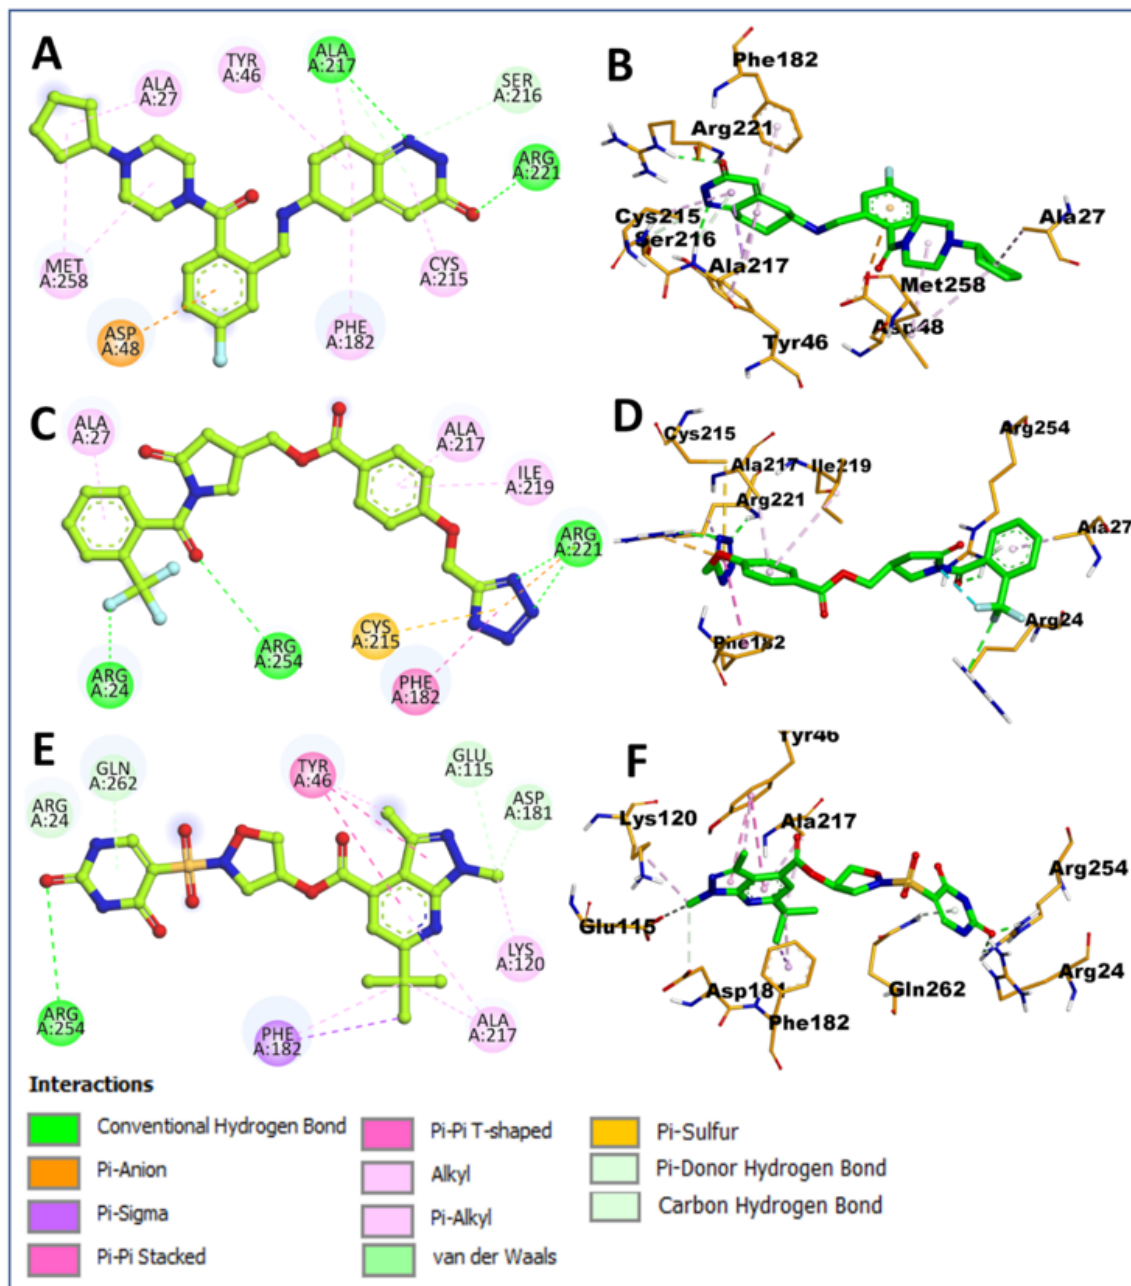 A
ALA
A:27
TYR
A:46
ALA
A:217
SER
A:216
ARG
A:221
MET
A:258
ASP
A:48
PHE
A:182
CYS
A:215
B
Phe182
Arg221
Cys215
Ser216
Ala217
Tyr46
Ala27
Met258
Asp48
C
ALA
A:27
ALA
A:217
ILE
A:219
ARG
A:221
CYS
A:215
ARG
A:254
ARG
A:24
PHE
A:182
D
Cys215
Ala217
Ile219
Arg221
Arg254
Ala27
Phe182
Arg24
E
GLN
A:262
ARG
A:24
TYR
A:46
GLU
A:115
ASP
A:181
LYS
A:120
ARG
A:254
PHE
A:182
ALA
A:217
F
Tyr46
Lys120
Ala217
Arg254
Glu115
Asp181
Phe182
Gln262
Arg24
Interactions
Conventional Hydrogen Bond
Pi-Anion
Pi-Sigma
Pi-Pi Stacked
Pi-Pi T-shaped
Alkyl
Pi-Alkyl
van der Waals
Pi-Sulfur
Pi-Donor Hydrogen Bond
Carbon Hydrogen Bond